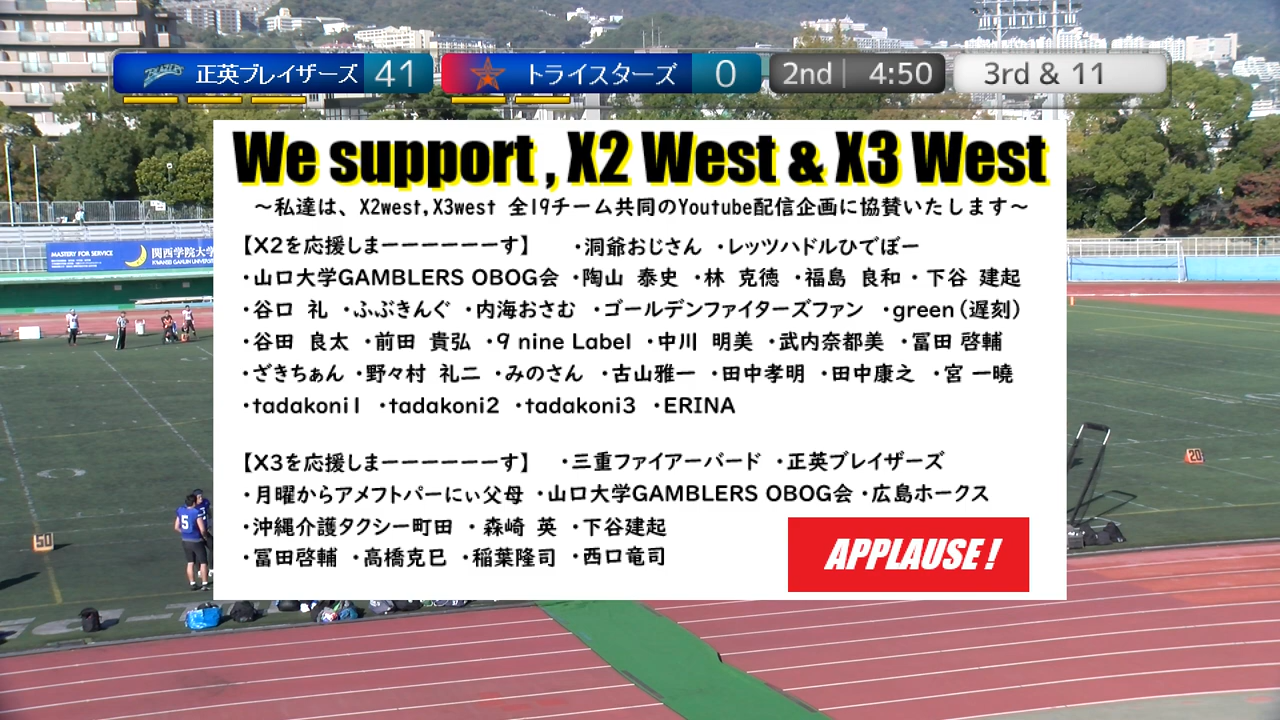 BLAZERS 正英ブレイザーズ 41 トライスターズ 0 2nd 4:50 3rd & 11
We support , X2 West & X3 West
～私達は、X2west,X3west 全19チーム共同のYoutube配信企画に協賛いたします～
【X2を応援しまーーーーーーす】 ・洞爺おじさん ・レッツハドルひでぼー
・山口大学GAMBLERS OBOG会 ・陶山 泰史 ・林 克徳 ・福島 良和 ・下谷 建起
・谷口 礼 ・ふぶきんぐ ・内海おさむ ・ゴールデンファイターズファン ・green（遅刻）
・谷田 良太 ・前田 貴弘 ・9 nine Label ・中川 明美 ・武内奈都美 ・冨田 啓輔
・ざきちぁん ・野々村 礼二 ・みのさん ・古山雅一 ・田中孝明 ・田中康之 ・宮 一暁
・tadakoni1 ・tadakoni2 ・tadakoni3 ・ERINA
【X3を応援しまーーーーーーす】 ・三重ファイアーバード ・正英ブレイザーズ
・月曜からアメフトパーにぃ父母 ・山口大学GAMBLERS OBOG会 ・広島ホークス
・沖縄介護タクシー町田 ・森崎 英 ・下谷建起
・冨田啓輔 ・高橋克巳 ・稲葉隆司 ・西口竜司
APPLAUSE !
MASTERY FOR SERVICE
関西学院大学
KWANSEI GAKUIN UNIVERSITY
20
5
50